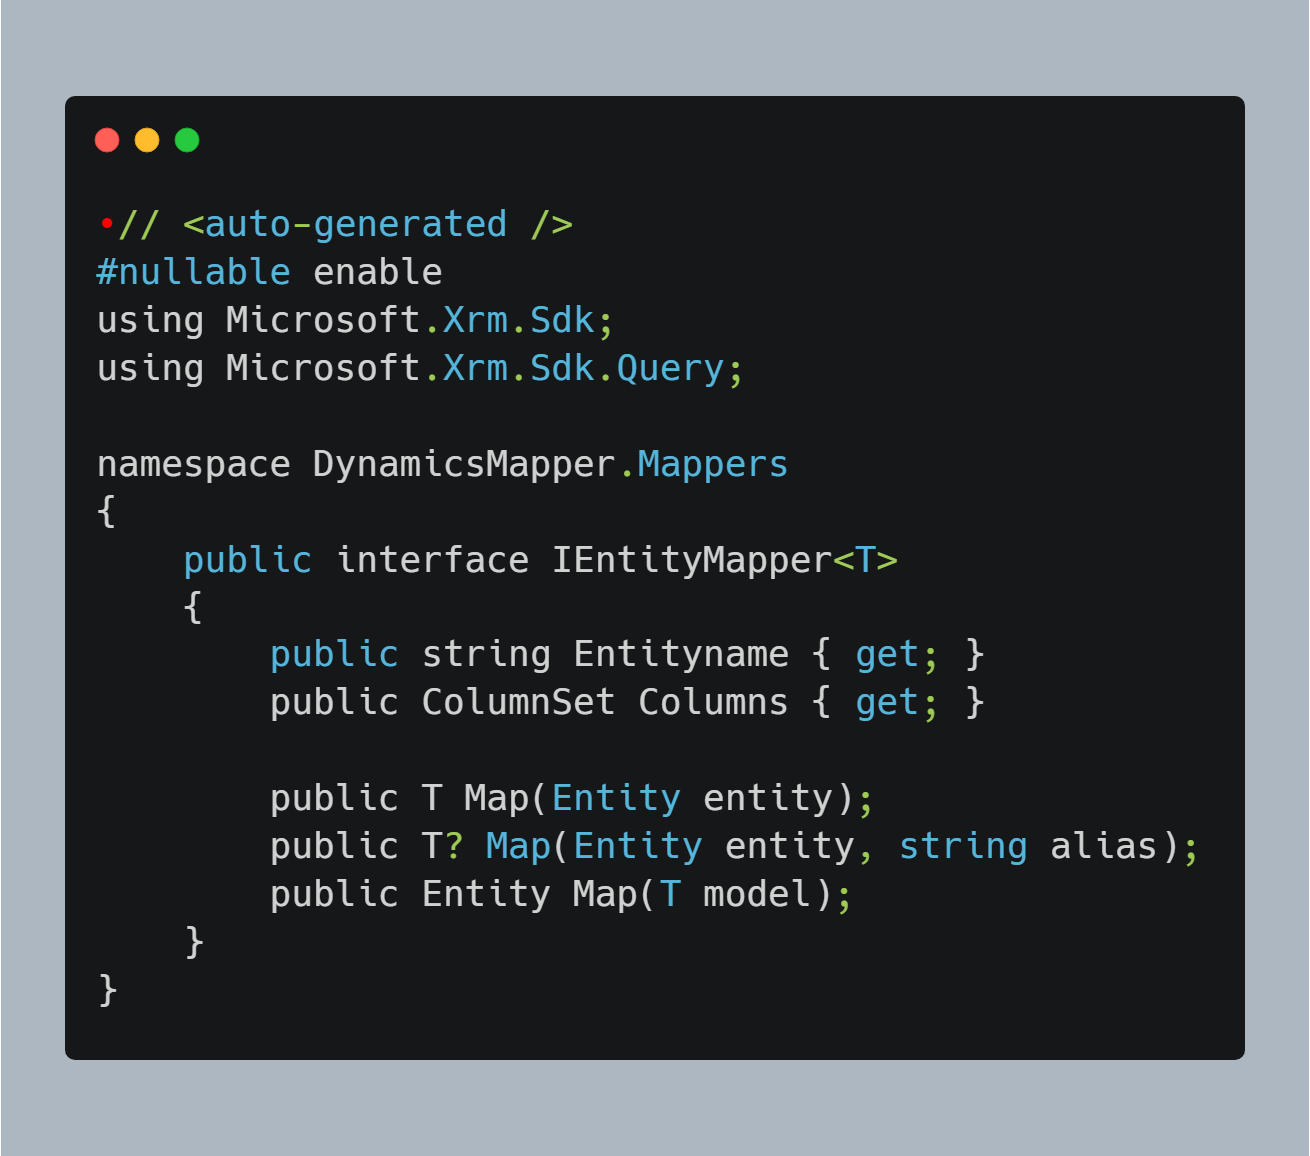 •// <auto-generated />
#nullable enable
using Microsoft.Xrm.Sdk;
using Microsoft.Xrm.Sdk.Query;

namespace DynamicsMapper.Mappers
{
    public interface IEntityMapper<T>
    {
        public string Entityname { get; }
        public ColumnSet Columns { get; }

        public T Map(Entity entity);
        public T? Map(Entity entity, string alias);
        public Entity Map(T model);
    }
}